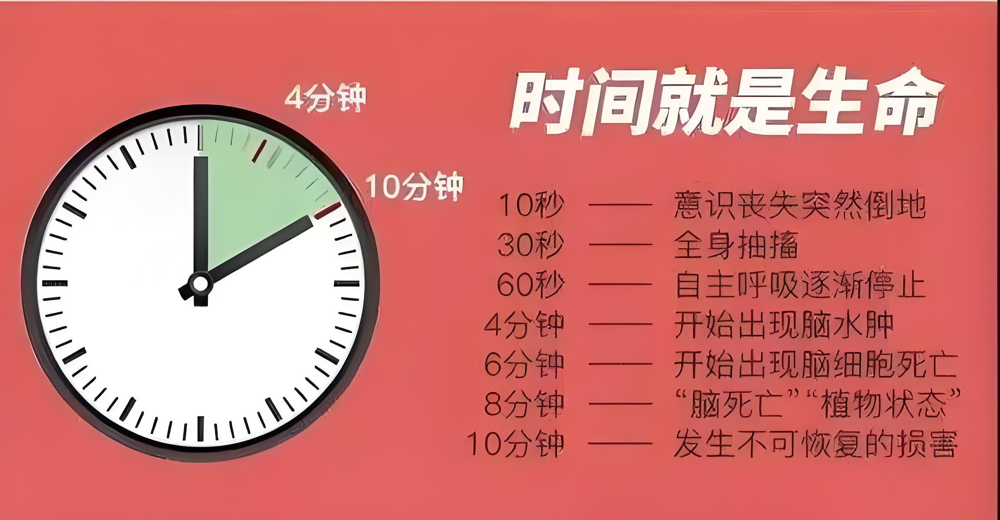 时间就是生命
4分钟
10分钟
10秒 —— 意识丧失突然倒地
30秒 —— 全身抽搐
60秒 —— 自主呼吸逐渐停止
4分钟 —— 开始出现脑水肿
6分钟 —— 开始出现脑细胞死亡
8分钟 —— “脑死亡”“植物状态”
10分钟 —— 发生不可恢复的损害